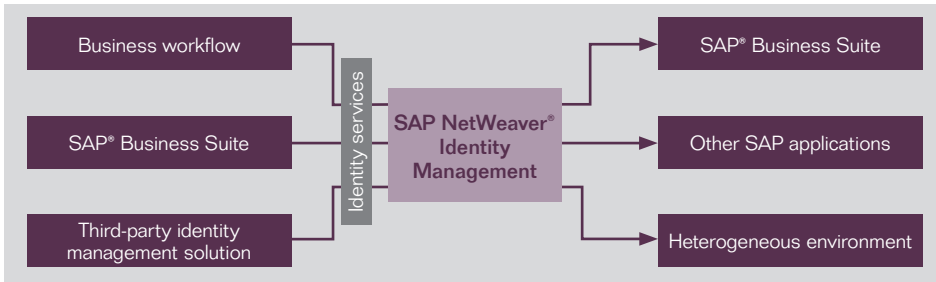 Business workflow
SAP® Business Suite
Third-party identity
management solution
Identity services
SAP NetWeaver®
Identity
Management
SAP® Business Suite
Other SAP applications
Heterogeneous environment